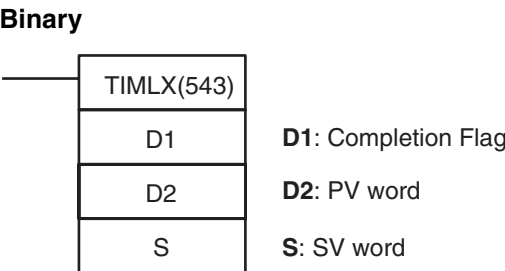 Binary
TIMLX(543)
D1 D1: Completion Flag
D2 D2: PV word
S S: SV word